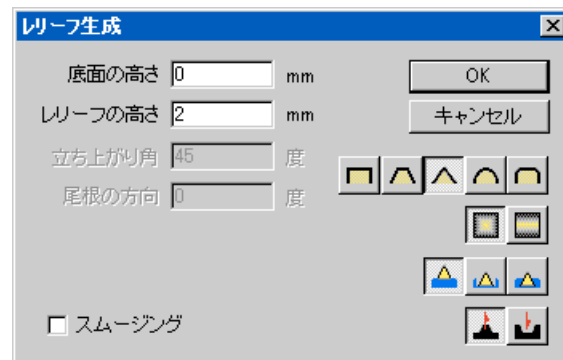 レリーフ生成
底面の高さ 0 mm
OK
レリーフの高さ 2 mm
キャンセル
立ち上がり角 45 度
尾根の方向 0 度
スムージング